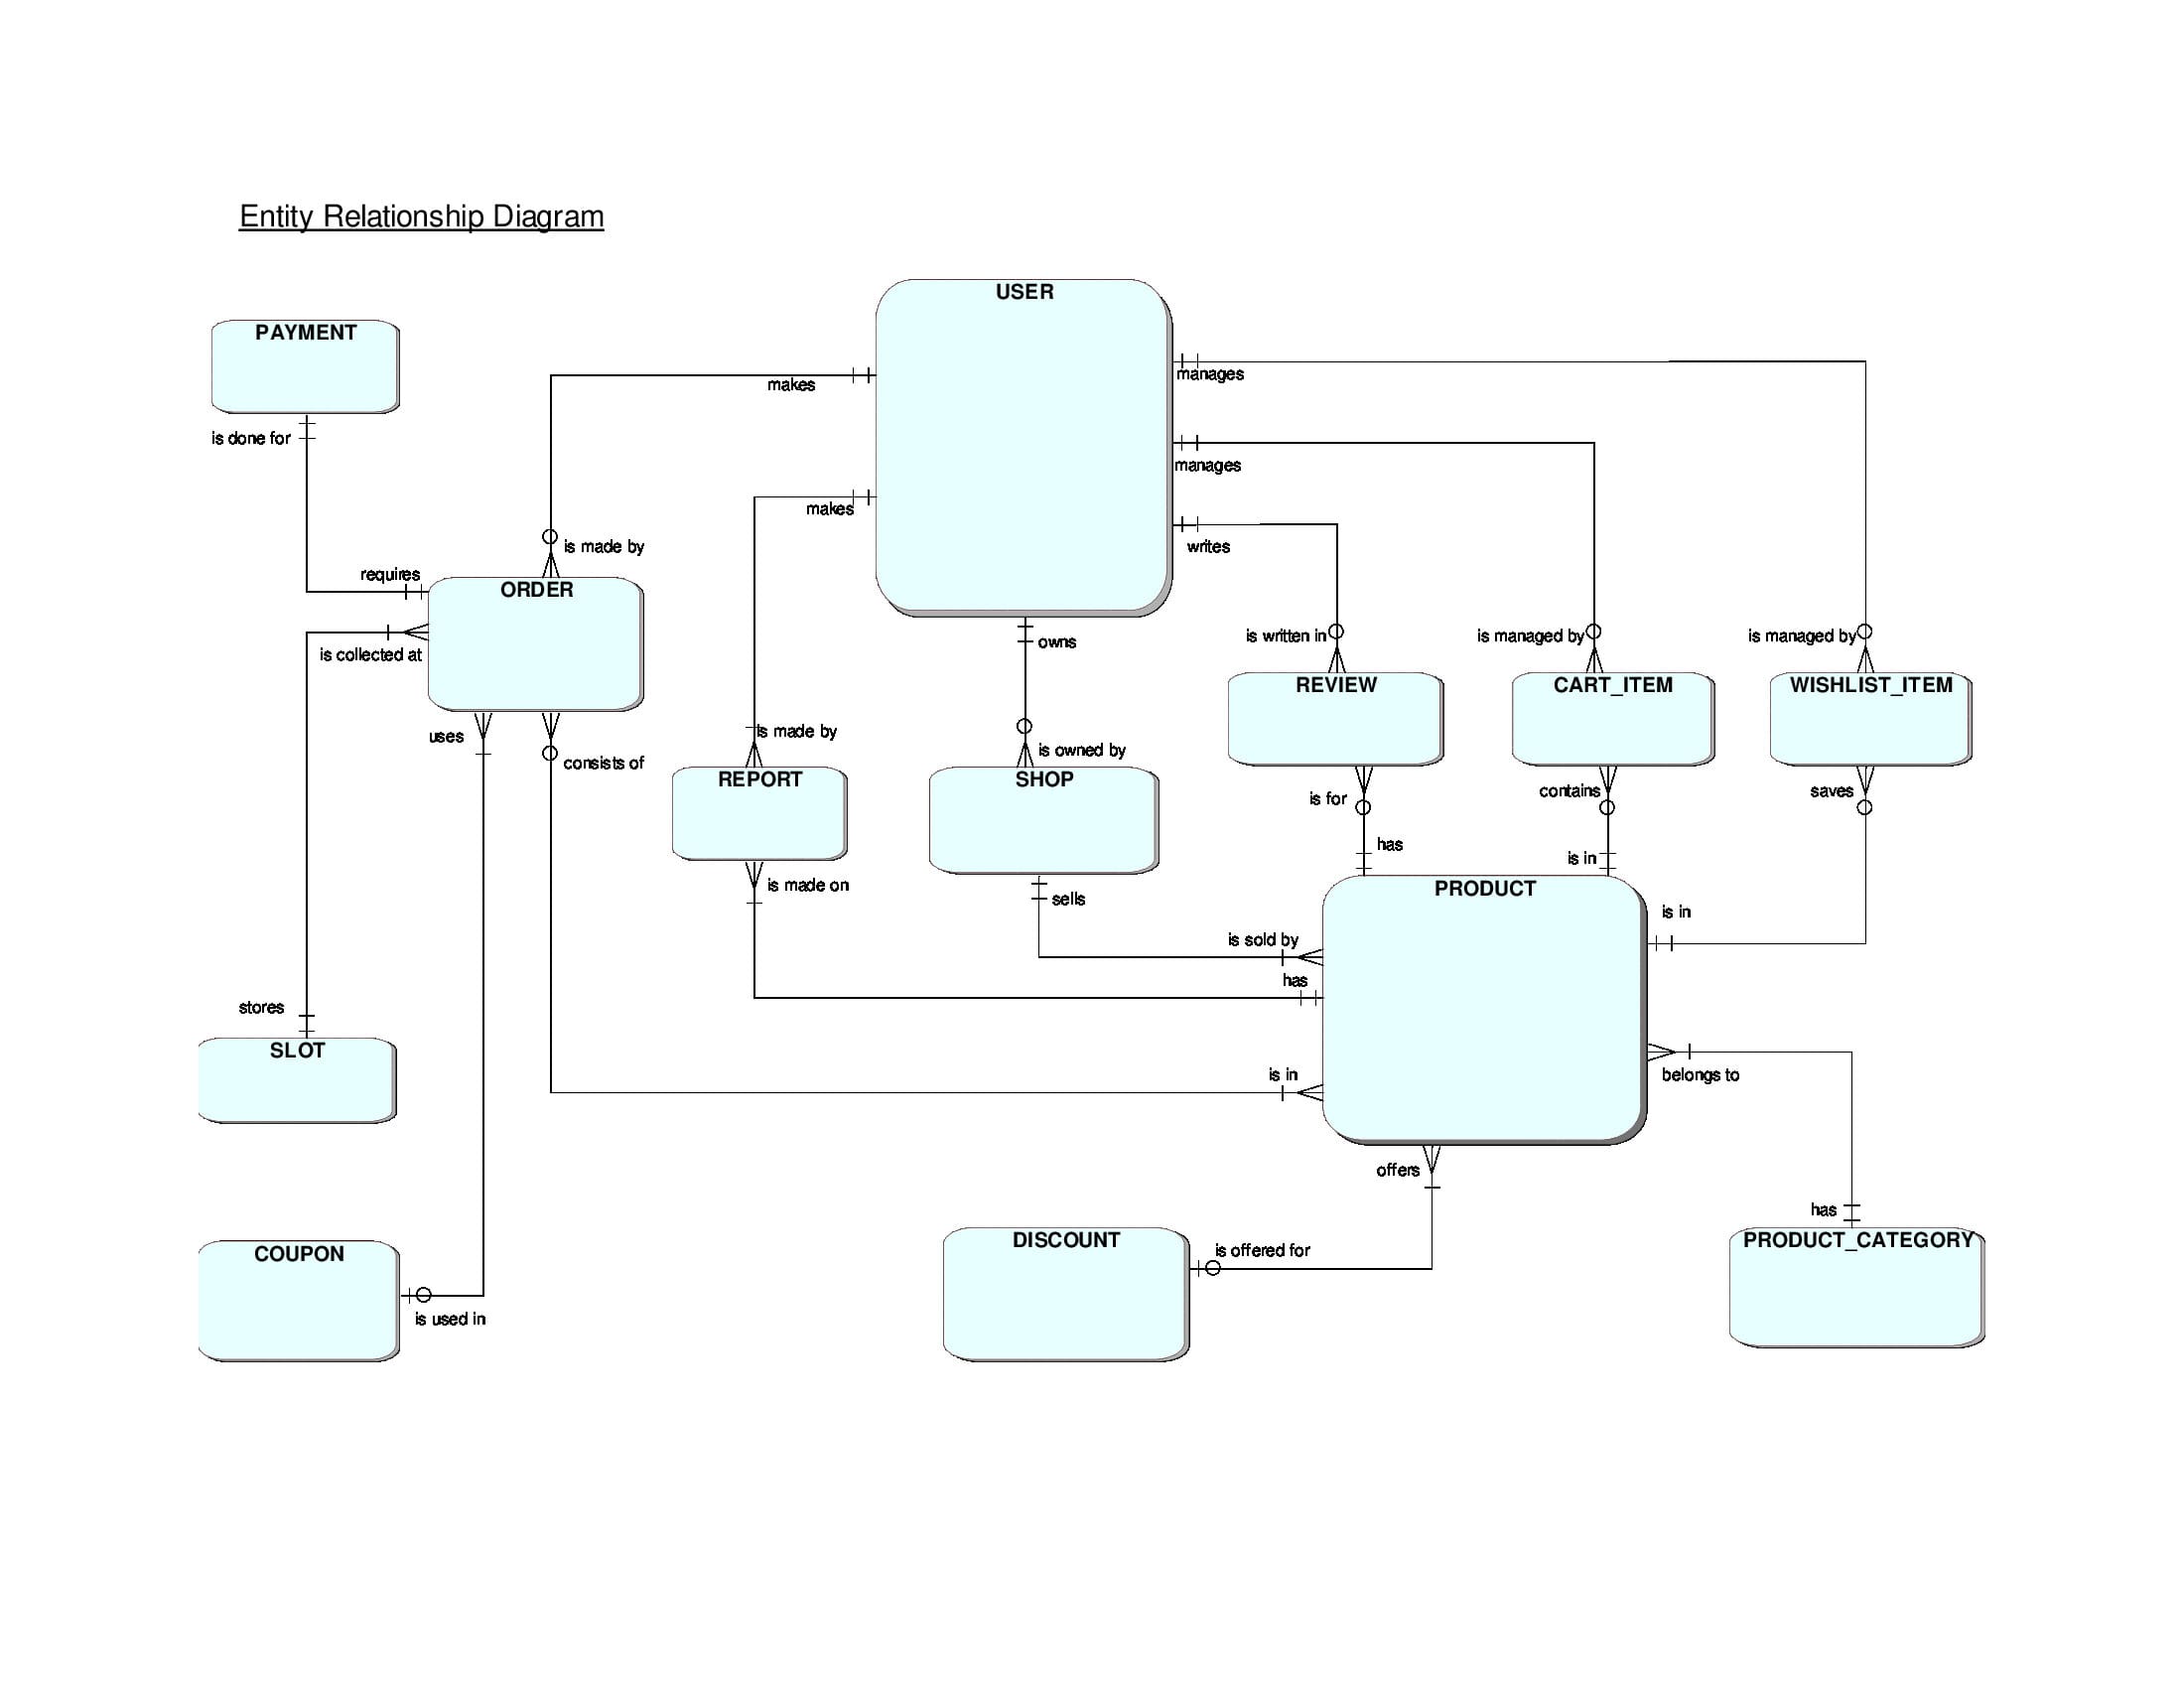 Entity Relationship Diagram
USER
PAYMENT
manages
makes
is done for
manages
makes
writes
is made by
requires
ORDER
is written in
is managed by
is managed by
owns
is collected at
REVIEW
CART_ITEM
WISHLIST_ITEM
uses
is made by
is owned by
consists of
REPORT
SHOP
is for
contains
saves
has
is in
is made on
PRODUCT
sells
is in
is sold by
has
stores
SLOT
is in
belongs to
offers
has
COUPON
DISCOUNT
is offered for
PRODUCT_CATEGORY
is used in